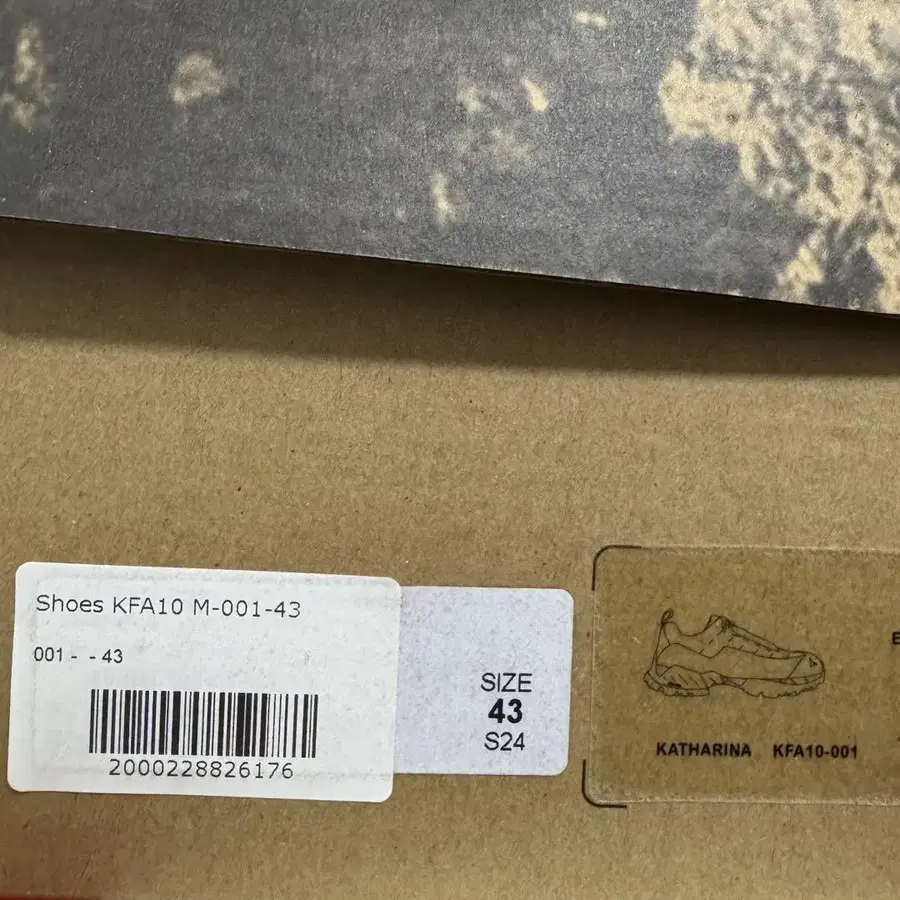 Shoes KFA10 M-001-43
001 - - 43
2000228826176
SIZE
43
S24
KATHARINA KFA10-001